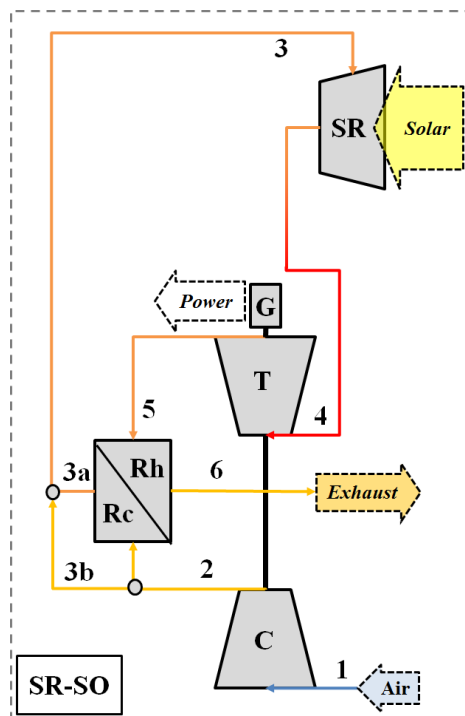 3
SR
Solar
Power
G
T
5
4
3a
Rh
6
Exhaust
Rc
3b
2
C
1
SR-SO
Air